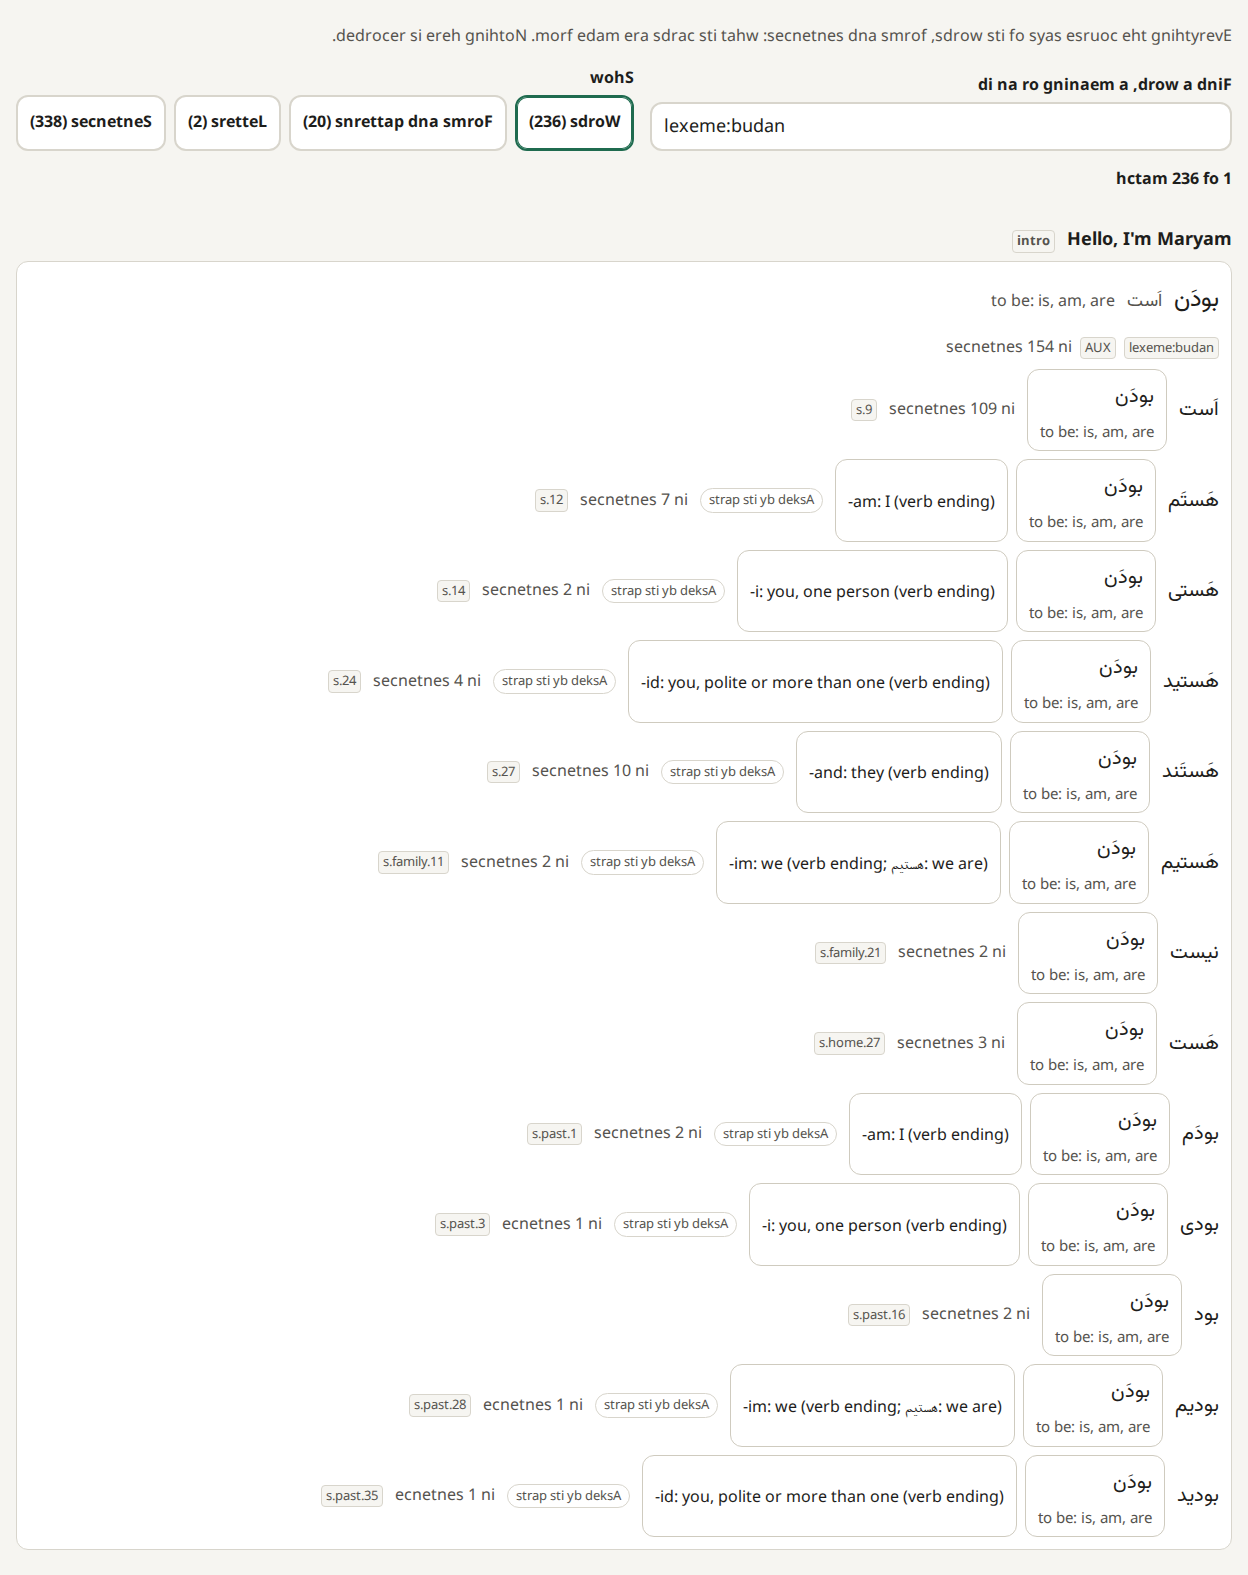 .dedrocer si ereh gnihtoN .morf edam era sdrac sti tahw :secnetnes dna smrof ,sdrow sti fo syas esruoc eht gnihtyrevE
di na ro gninaem a ,drow a dniF
lexeme:budan
wohS
(236) sdroW
(20) snrettap dna smroF
(2) sretteL
(338) secnetneS
hctam 236 fo 1
Hello, I'm Maryam intro
بودَن اَست to be: is, am, are
lexeme:budan AUX secnetnes 154 ni
اَست
بودَن
to be: is, am, are
secnetnes 109 ni s.9
هَستَم
بودَن
to be: is, am, are
-am: I (verb ending)
strap sti yb deksA secnetnes 7 ni s.12
هَستی
بودَن
to be: is, am, are
-i: you, one person (verb ending)
strap sti yb deksA secnetnes 2 ni s.14
هَستید
بودَن
to be: is, am, are
-id: you, polite or more than one (verb ending)
strap sti yb deksA secnetnes 4 ni s.24
هَستَند
بودَن
to be: is, am, are
-and: they (verb ending)
strap sti yb deksA secnetnes 10 ni s.27
هَستیم
بودَن
to be: is, am, are
-im: we (verb ending; هستیم: we are)
strap sti yb deksA secnetnes 2 ni s.family.11
نیست
بودَن
to be: is, am, are
secnetnes 2 ni s.family.21
هَست
بودَن
to be: is, am, are
secnetnes 3 ni s.home.27
بودَم
بودَن
to be: is, am, are
-am: I (verb ending)
strap sti yb deksA secnetnes 2 ni s.past.1
بودی
بودَن
to be: is, am, are
-i: you, one person (verb ending)
strap sti yb deksA ecnetnes 1 ni s.past.3
بود
بودَن
to be: is, am, are
secnetnes 2 ni s.past.16
بودیم
بودَن
to be: is, am, are
-im: we (verb ending; هستیم: we are)
strap sti yb deksA ecnetnes 1 ni s.past.28
بودید
بودَن
to be: is, am, are
-id: you, polite or more than one (verb ending)
strap sti yb deksA ecnetnes 1 ni s.past.35